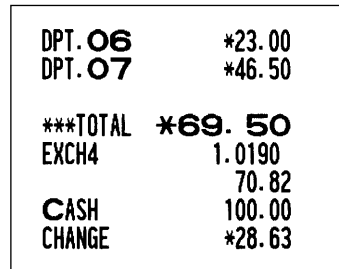 DPT. 06 *23.00
DPT. 07 *46.50
***TOTAL *69.50
EXCH4 1.0190
70.82
CASH 100.00
CHANGE *28.63